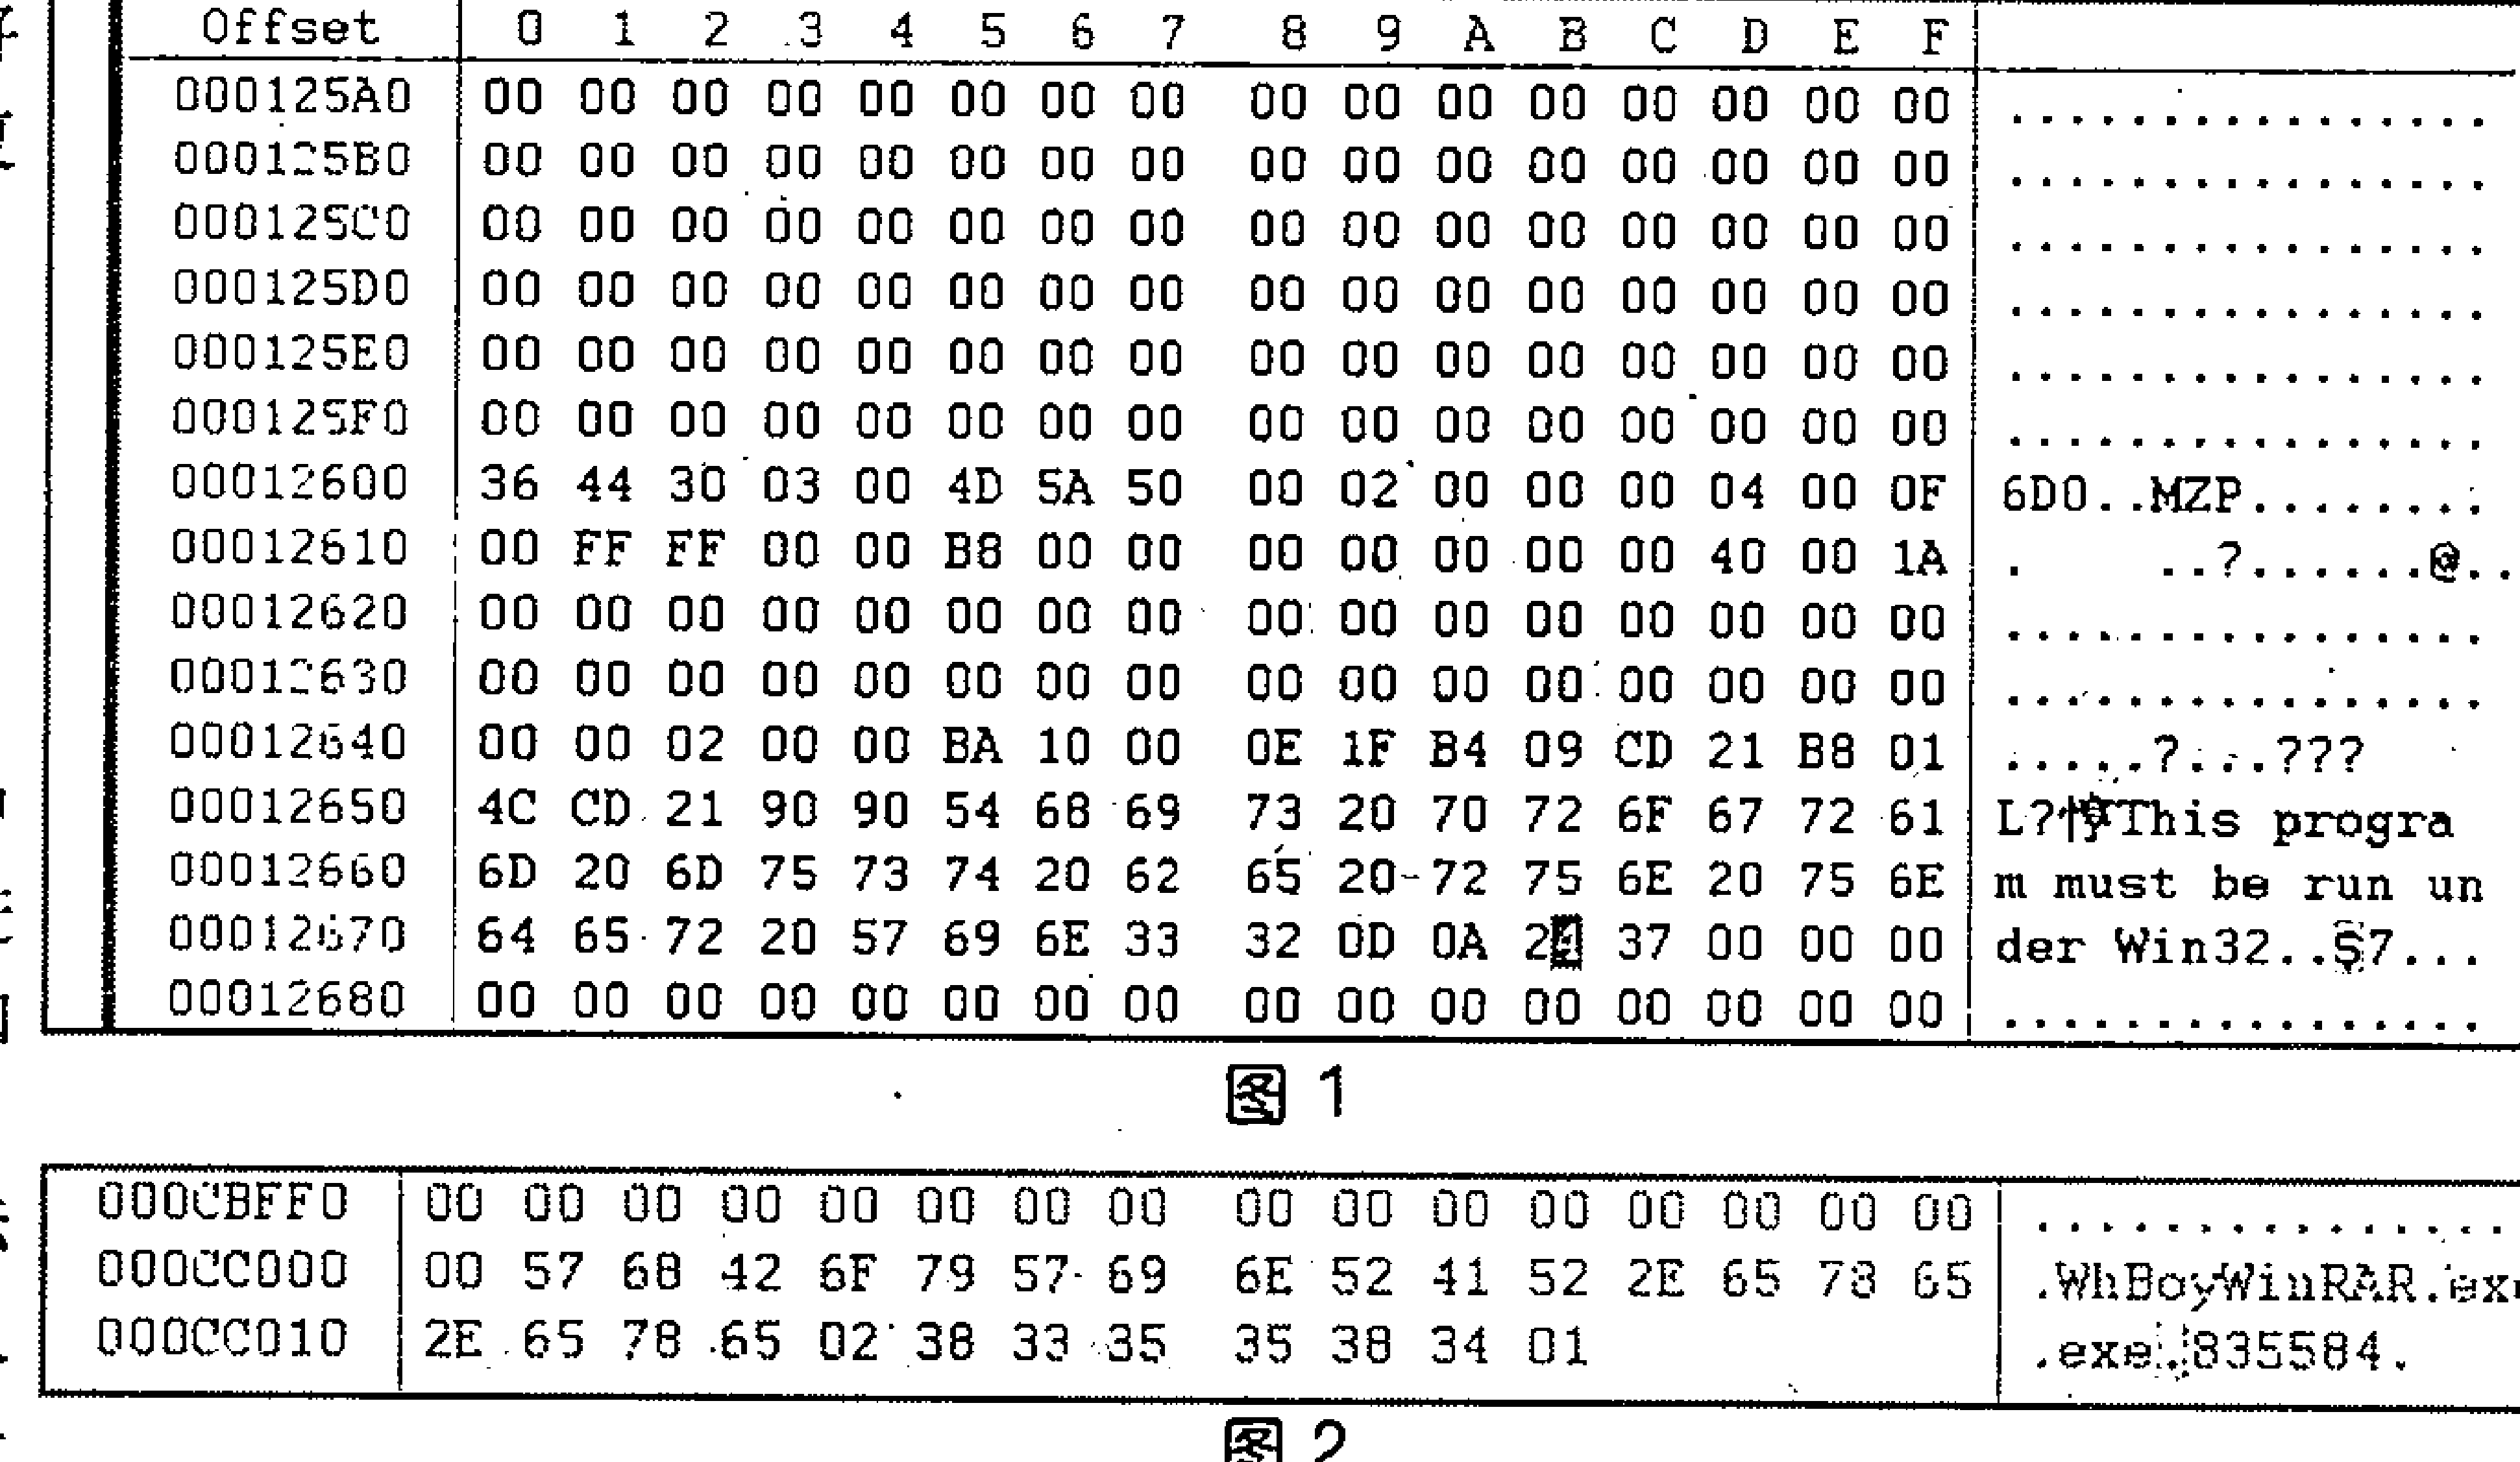 Offset 0 1 2 3 4 5 6 7 8 9 A B C D E F
000125A0 00 00 00 00 00 00 00 00 00 00 00 00 00 00 00 00 ................
000125B0 00 00 00 00 00 00 00 00 00 00 00 00 00 00 00 00 ................
000125C0 00 00 00 00 00 00 00 00 00 00 00 00 00 00 00 00 ................
000125D0 00 00 00 00 00 00 00 00 00 00 00 00 00 00 00 00 ................
000125E0 00 00 00 00 00 00 00 00 00 00 00 00 00 00 00 00 ................
000125F0 00 00 00 00 00 00 00 00 00 00 00 00 00 00 00 00 ................
00012600 36 44 30 03 00 4D 5A 50 00 02 00 00 00 04 00 0F 6D0..MZP........
00012610 00 FF FF 00 00 B8 00 00 00 00 00 00 00 40 00 1A . ..?.......@..
00012620 00 00 00 00 00 00 00 00 00 00 00 00 00 00 00 00 ................
00012630 00 00 00 00 00 00 00 00 00 00 00 00 00 00 00 00 ................
00012640 00 00 02 00 00 BA 10 00 0E 1F B4 09 CD 21 B8 01 .....?...???
00012650 4C CD 21 90 90 54 68 69 73 20 70 72 6F 67 72 61 L? This progra
00012660 6D 20 6D 75 73 74 20 62 65 20 72 75 6E 20 75 6E m must be run un
00012670 64 65 72 20 57 69 6E 33 32 0D 0A 37 00 00 00 der Win32..$7...
00012680 00 00 00 00 00 00 00 00 00 00 00 00 00 00 00 00 ................
图 1
000CBFF0 00 00 00 00 00 00 00 00 00 00 00 00 00 00 00 00 ................
000CC000 00 57 68 42 6F 79 57 69 6E 52 41 52 2E 65 78 65 .WhBoyWinRAR.exe
000CC010 2E 65 78 65 02 38 33 35 35 38 34 01 .exe.835584.
图 2